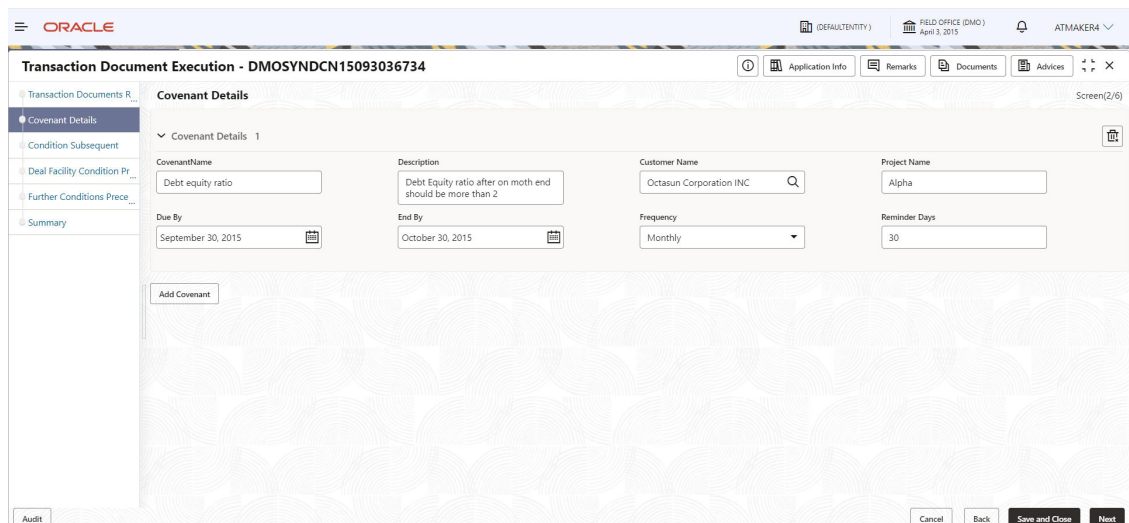 ORACLE
(DEFAULTENTITY )
FIELD OFFICE (DMO )
April 3, 2015
ATMAKER4
Transaction Document Execution - DMOSYNDCN15093036734
Application Info
Remarks
Documents
Advices
Transaction Documents R...
Covenant Details
Condition Subsequent
Deal Facility Condition Pr...
Further Conditions Prece...
Summary
Covenant Details
Screen(2/6)
Covenant Details 1
CovenantName
Description
Customer Name
Project Name
Debt equity ratio
Debt Equity ratio after on moth end
should be more than 2
Octasun Corporation INC
Alpha
Due By
End By
Frequency
Reminder Days
September 30, 2015
October 30, 2015
Monthly
30
Add Covenant
Audit
Cancel
Back
Save and Close
Next